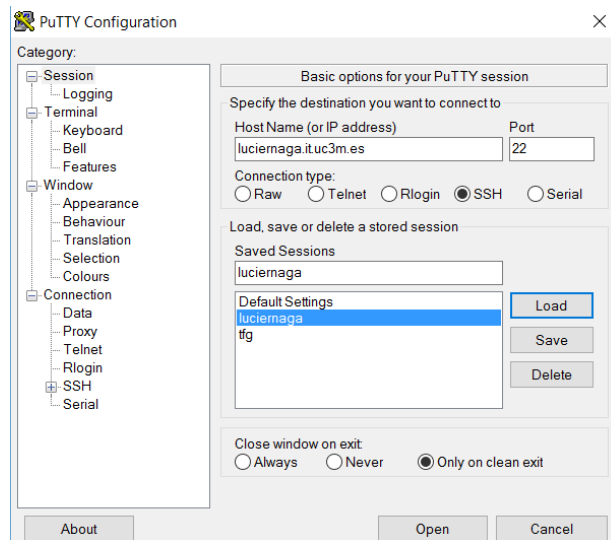 PuTTY Configuration
Category:
Session
Logging
Terminal
Keyboard
Bell
Features
Window
Appearance
Behaviour
Translation
Selection
Colours
Connection
Data
Proxy
Telnet
Rlogin
SSH
Serial
Basic options for your PuTTY session
Specify the destination you want to connect to
Host Name (or IP address) Port
luciernaga.it.uc3m.es 22
Connection type:
Raw Telnet Rlogin SSH Serial
Load, save or delete a stored session
Saved Sessions
luciernaga
Default Settings
luciernaga
tfg
Load
Save
Delete
Close window on exit:
Always Never Only on clean exit
About Open Cancel